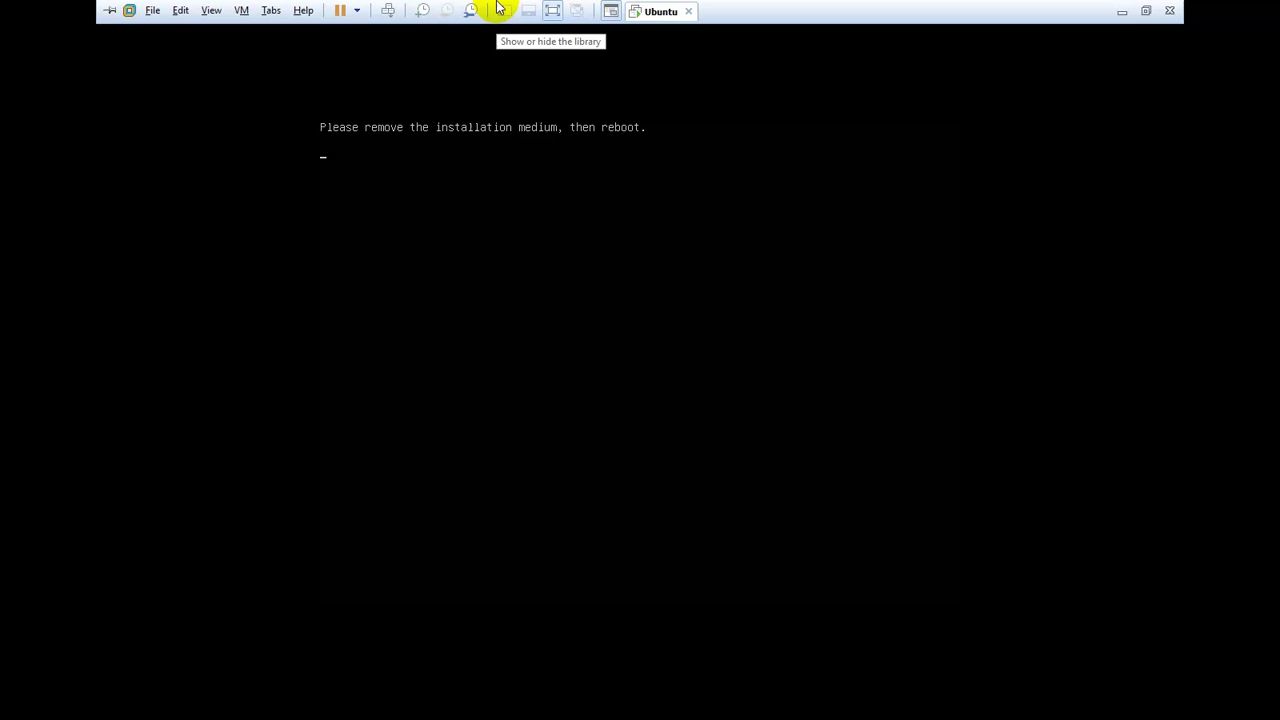 File Edit View VM Tabs Help Ubuntu
Show or hide the library
Please remove the installation medium, then reboot.